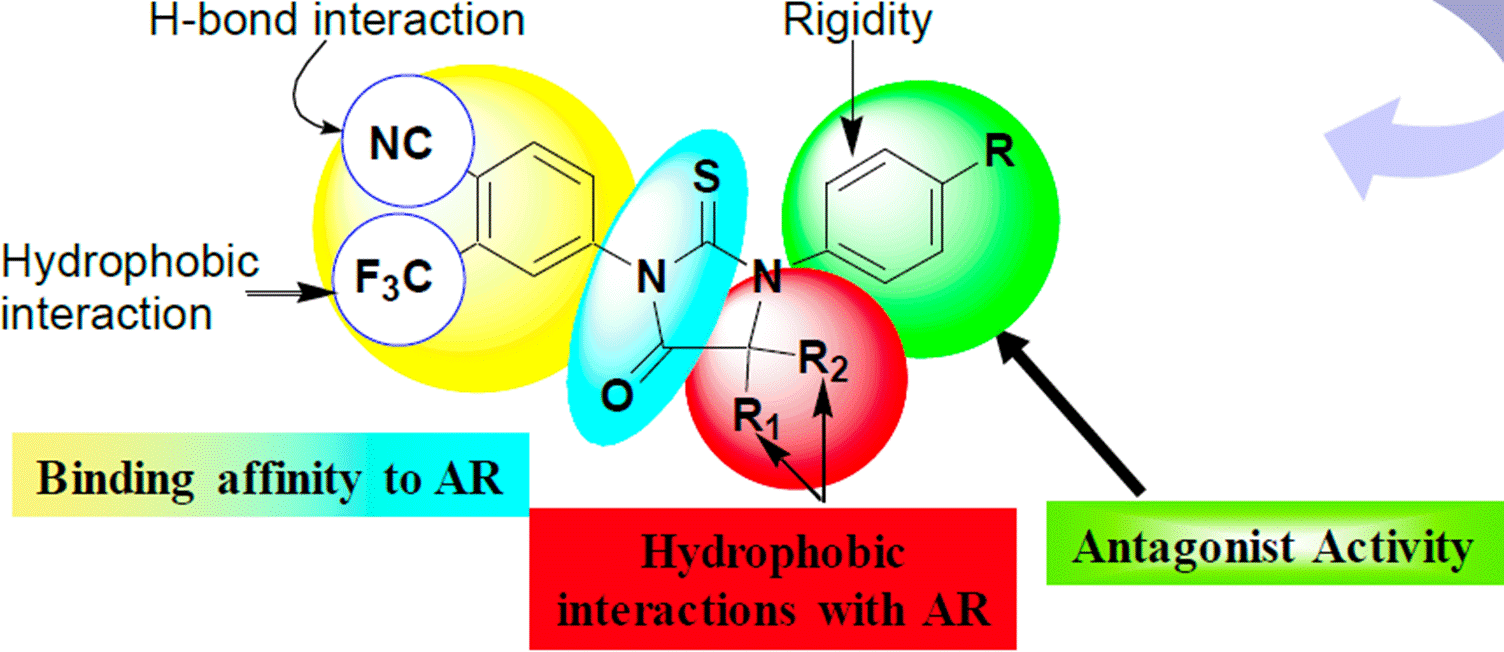 H-bond interaction
Rigidity
NC
S
R
Hydrophobic
interaction
F₃C
N
N
O
R₂
R₁
Binding affinity to AR
Hydrophobic
interactions with AR
Antagonist Activity